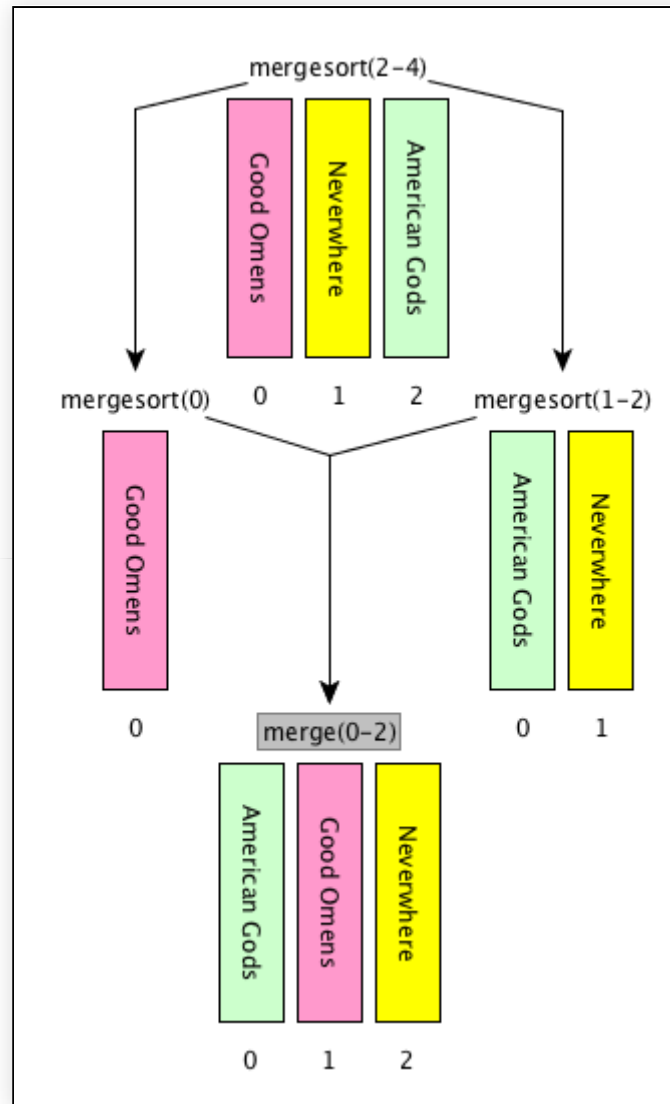 mergesort(2-4)
Good Omens
Neverwhere
American Gods
0 1 2
mergesort(0)
mergesort(1-2)
Good Omens
American Gods
Neverwhere
0
0 1
merge(0-2)
American Gods
Good Omens
Neverwhere
0 1 2